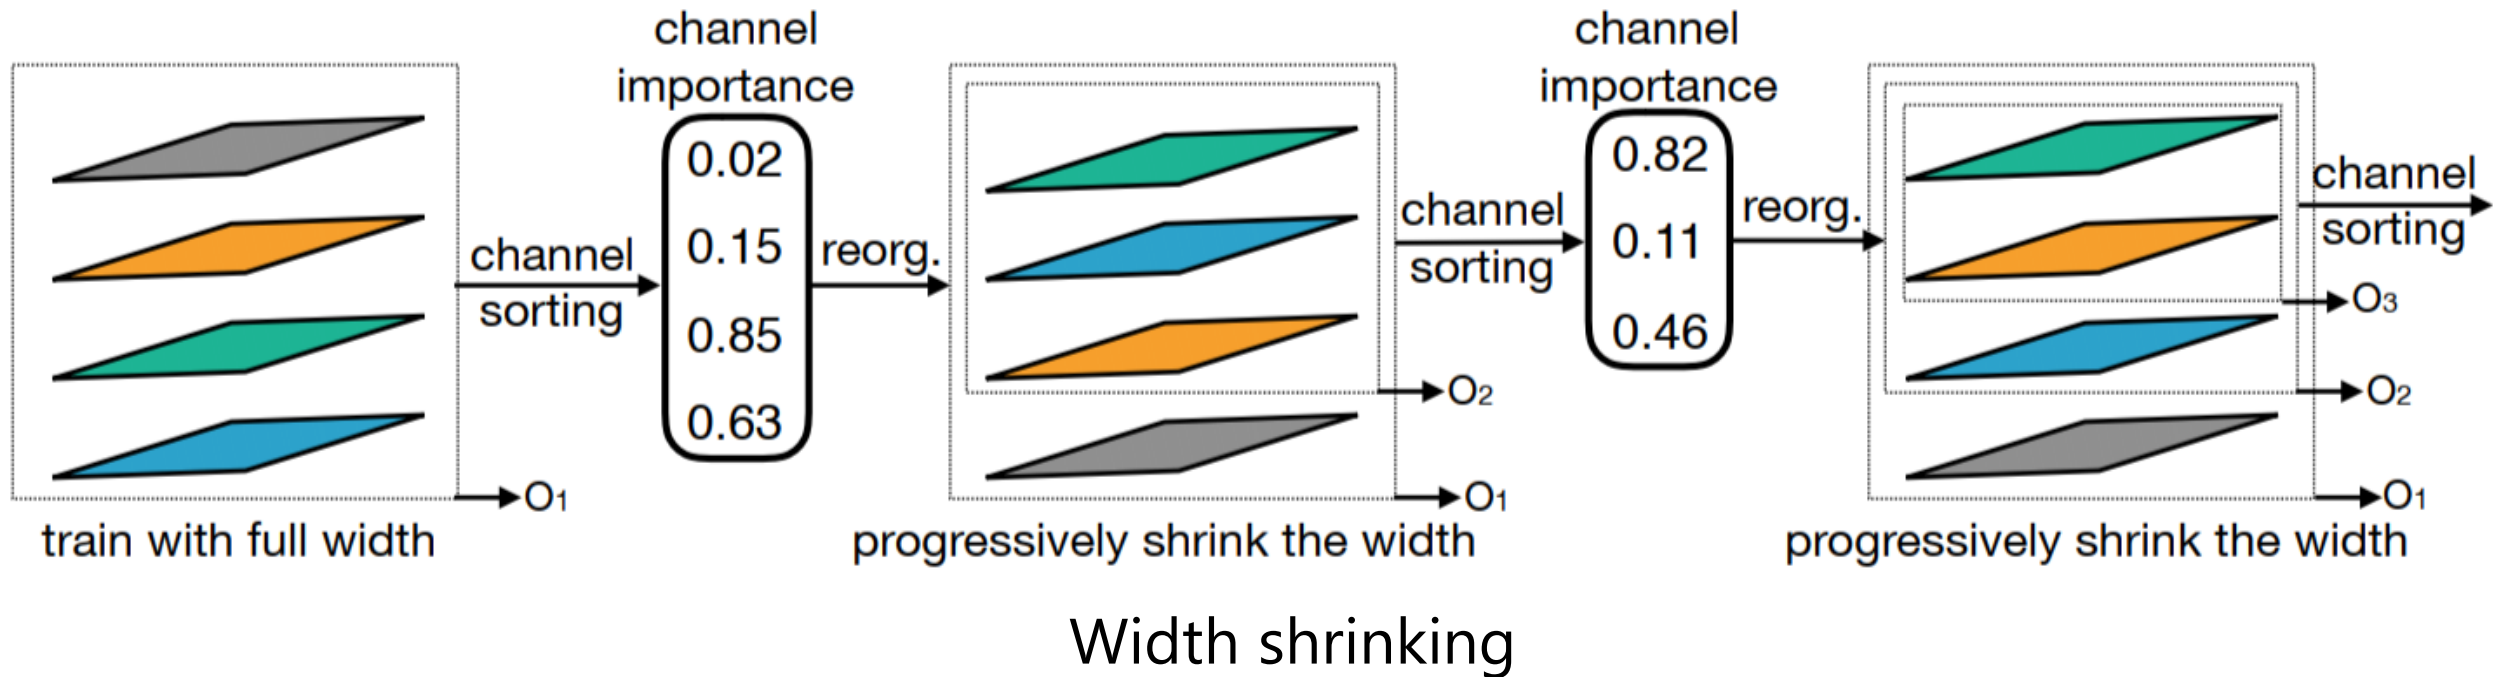 channel
importance
channel
importance
0.02
0.15
0.85
0.63
0.82
0.11
0.46
channel
sorting
reorg.
channel
sorting
reorg.
channel
sorting
O1
O2
O1
O3
O2
O1
train with full width
progressively shrink the width
progressively shrink the width
Width shrinking